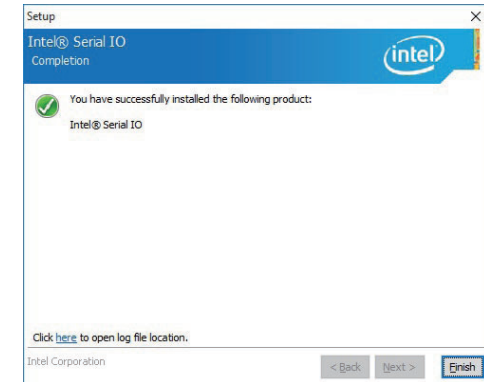 Setup
Intel® Serial IO
Completion
intel
You have successfully installed the following product:
Intel® Serial IO
Click here to open log file location.
Intel Corporation
< Back Next > Finish